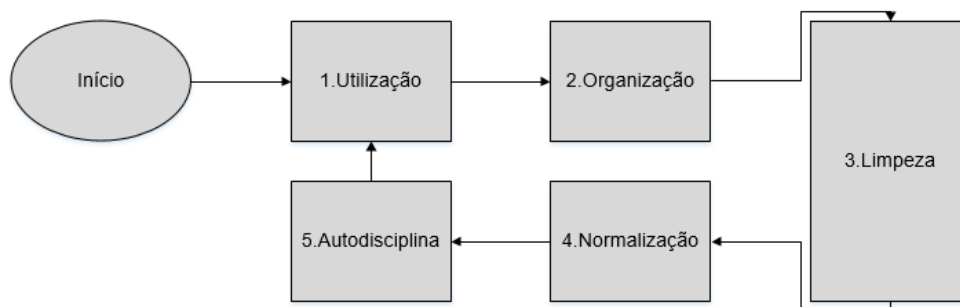 Início
1.Utilização
2.Organização
3.Limpeza
4.Normalização
5.Autodisciplina